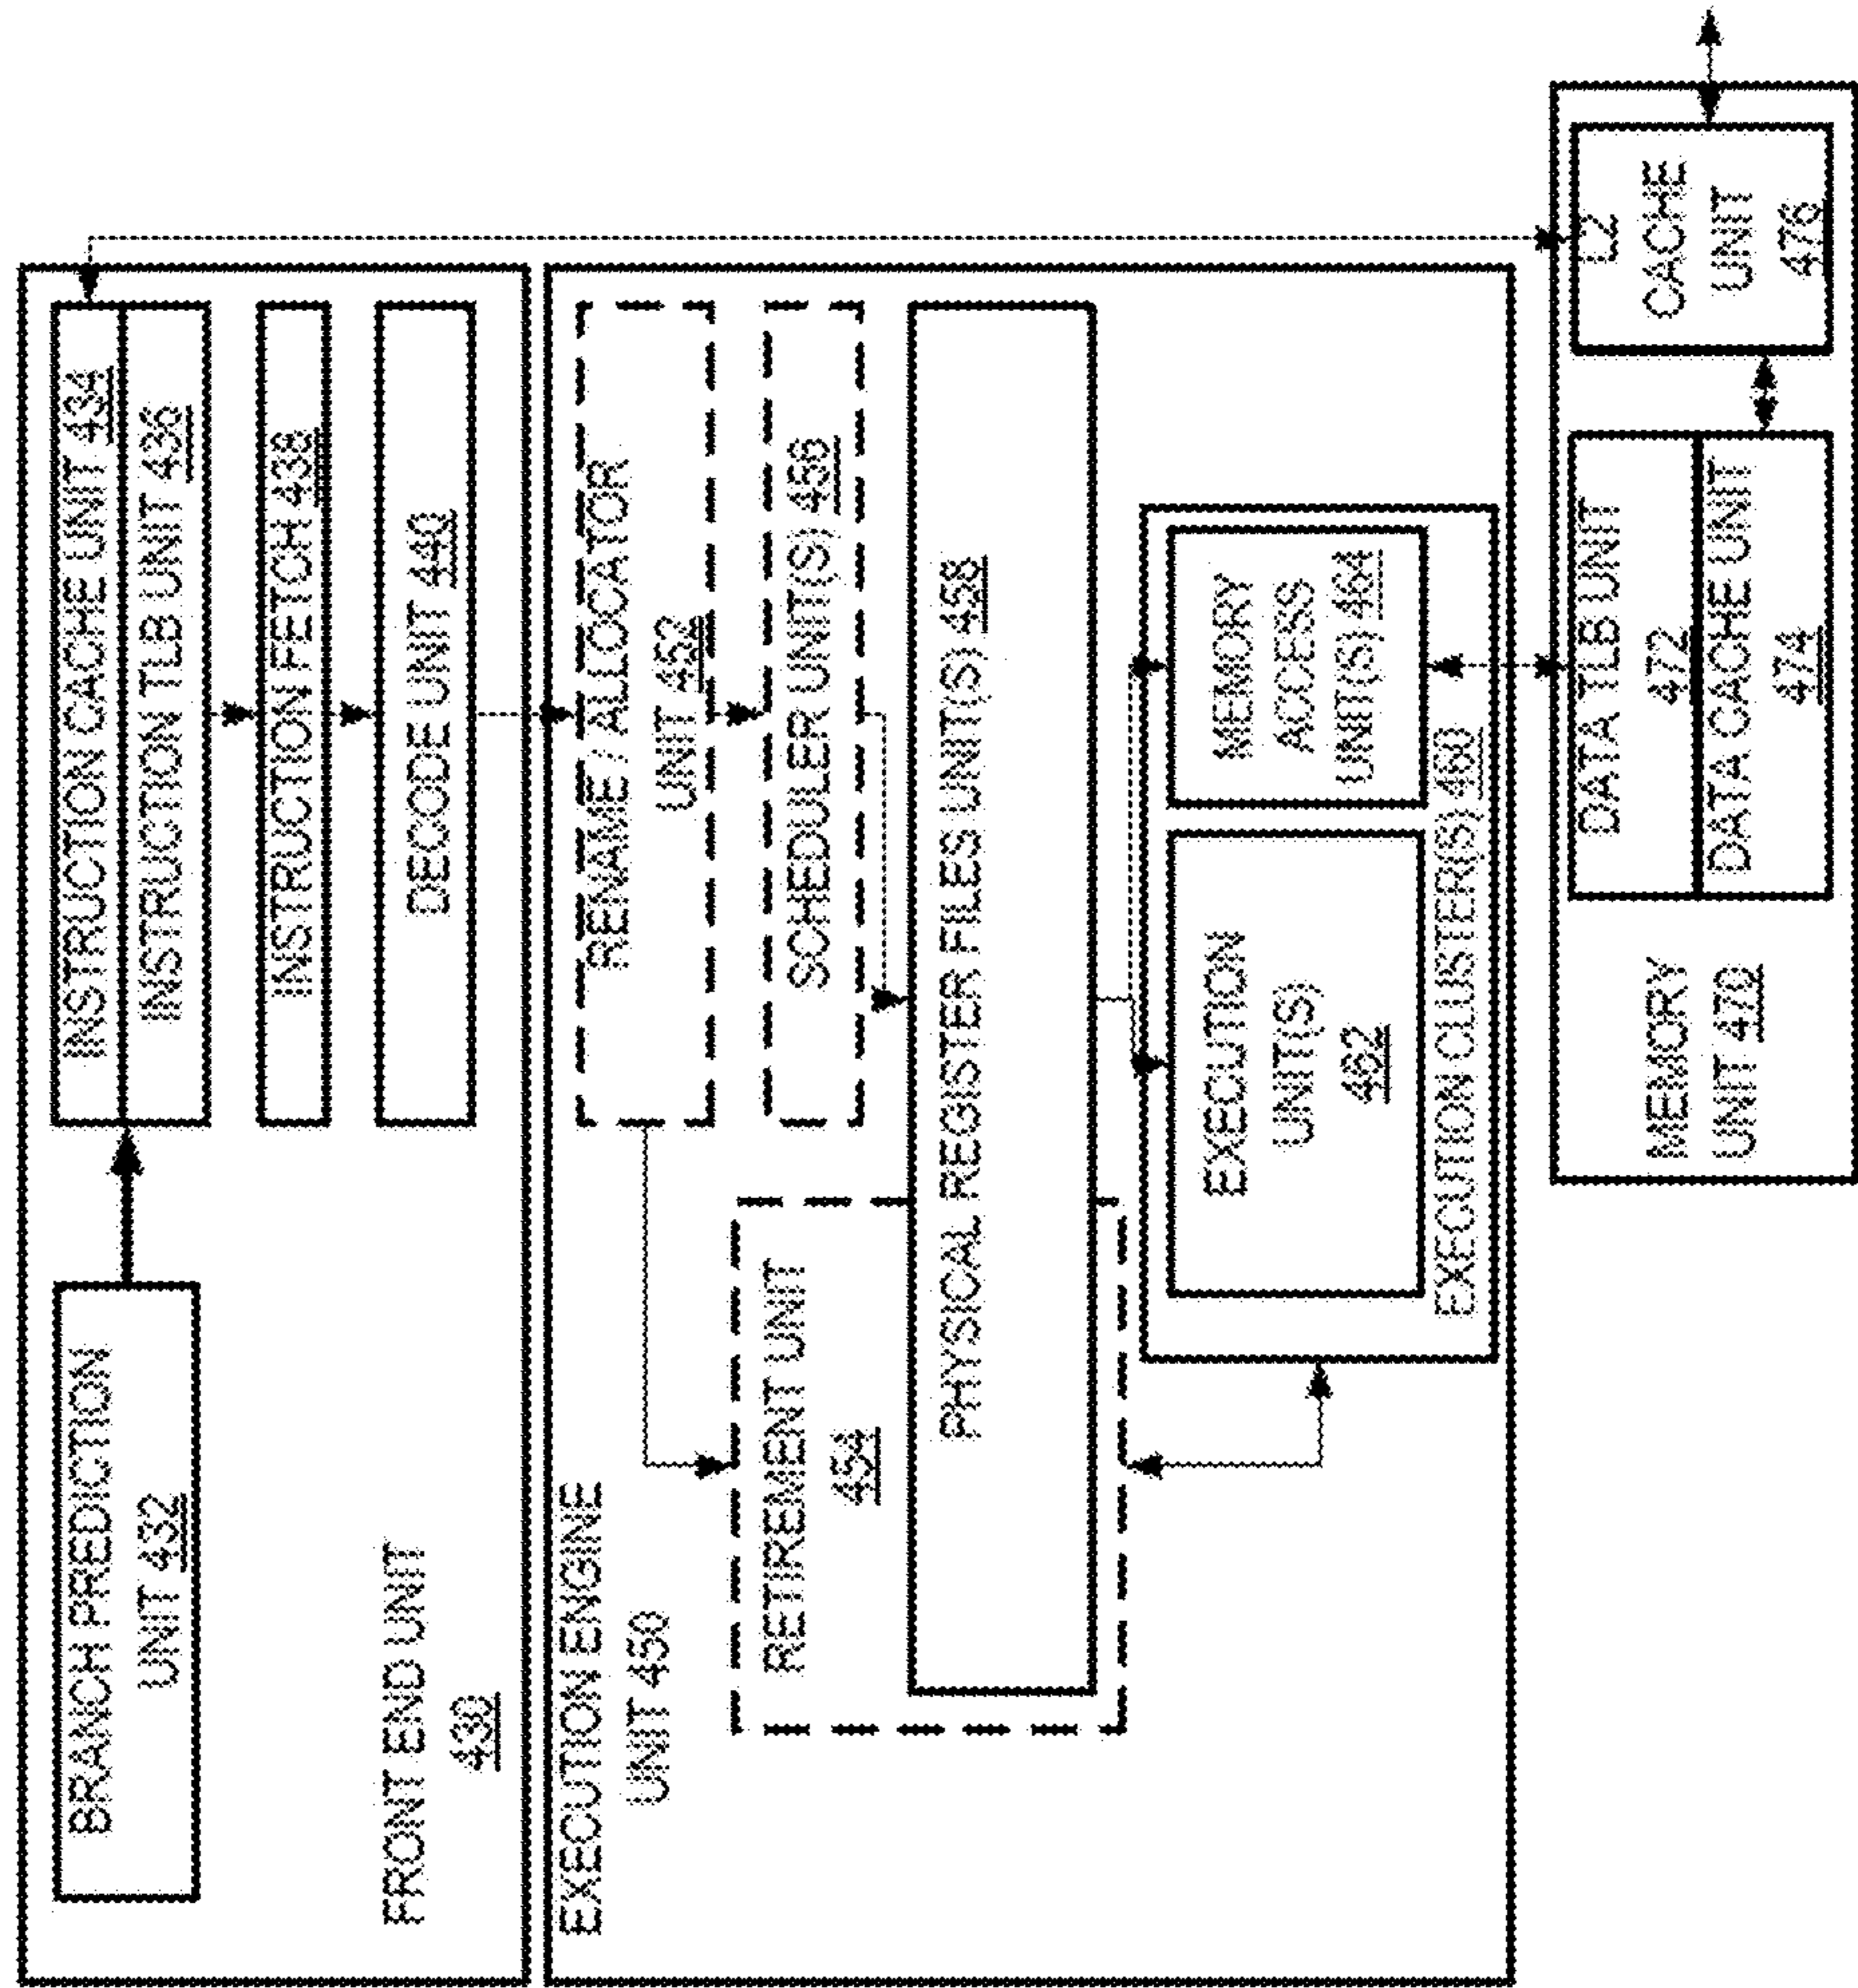 BRANCH PREDICTION
UNIT 432
INSTRUCTION CACHE UNIT 434
INSTRUCTION TLB UNIT 436
INSTRUCTION FETCH 438
DECODE UNIT 440
FRONT END UNIT
430
EXECUTION ENGINE
UNIT 450
RENAME / ALLOCATOR
UNIT 452
SCHEDULER UNIT(S) 456
RETIREMENT UNIT
454
PHYSICAL REGISTER FILES UNIT(S) 458
EXECUTION
UNIT(S)
462
MEMORY
ACCESS
UNIT(S) 464
EXECUTION CLUSTER(S) 460
MEMORY
UNIT 470
DATA TLB UNIT
472
DATA CACHE UNIT
474
L2
CACHE
UNIT
476